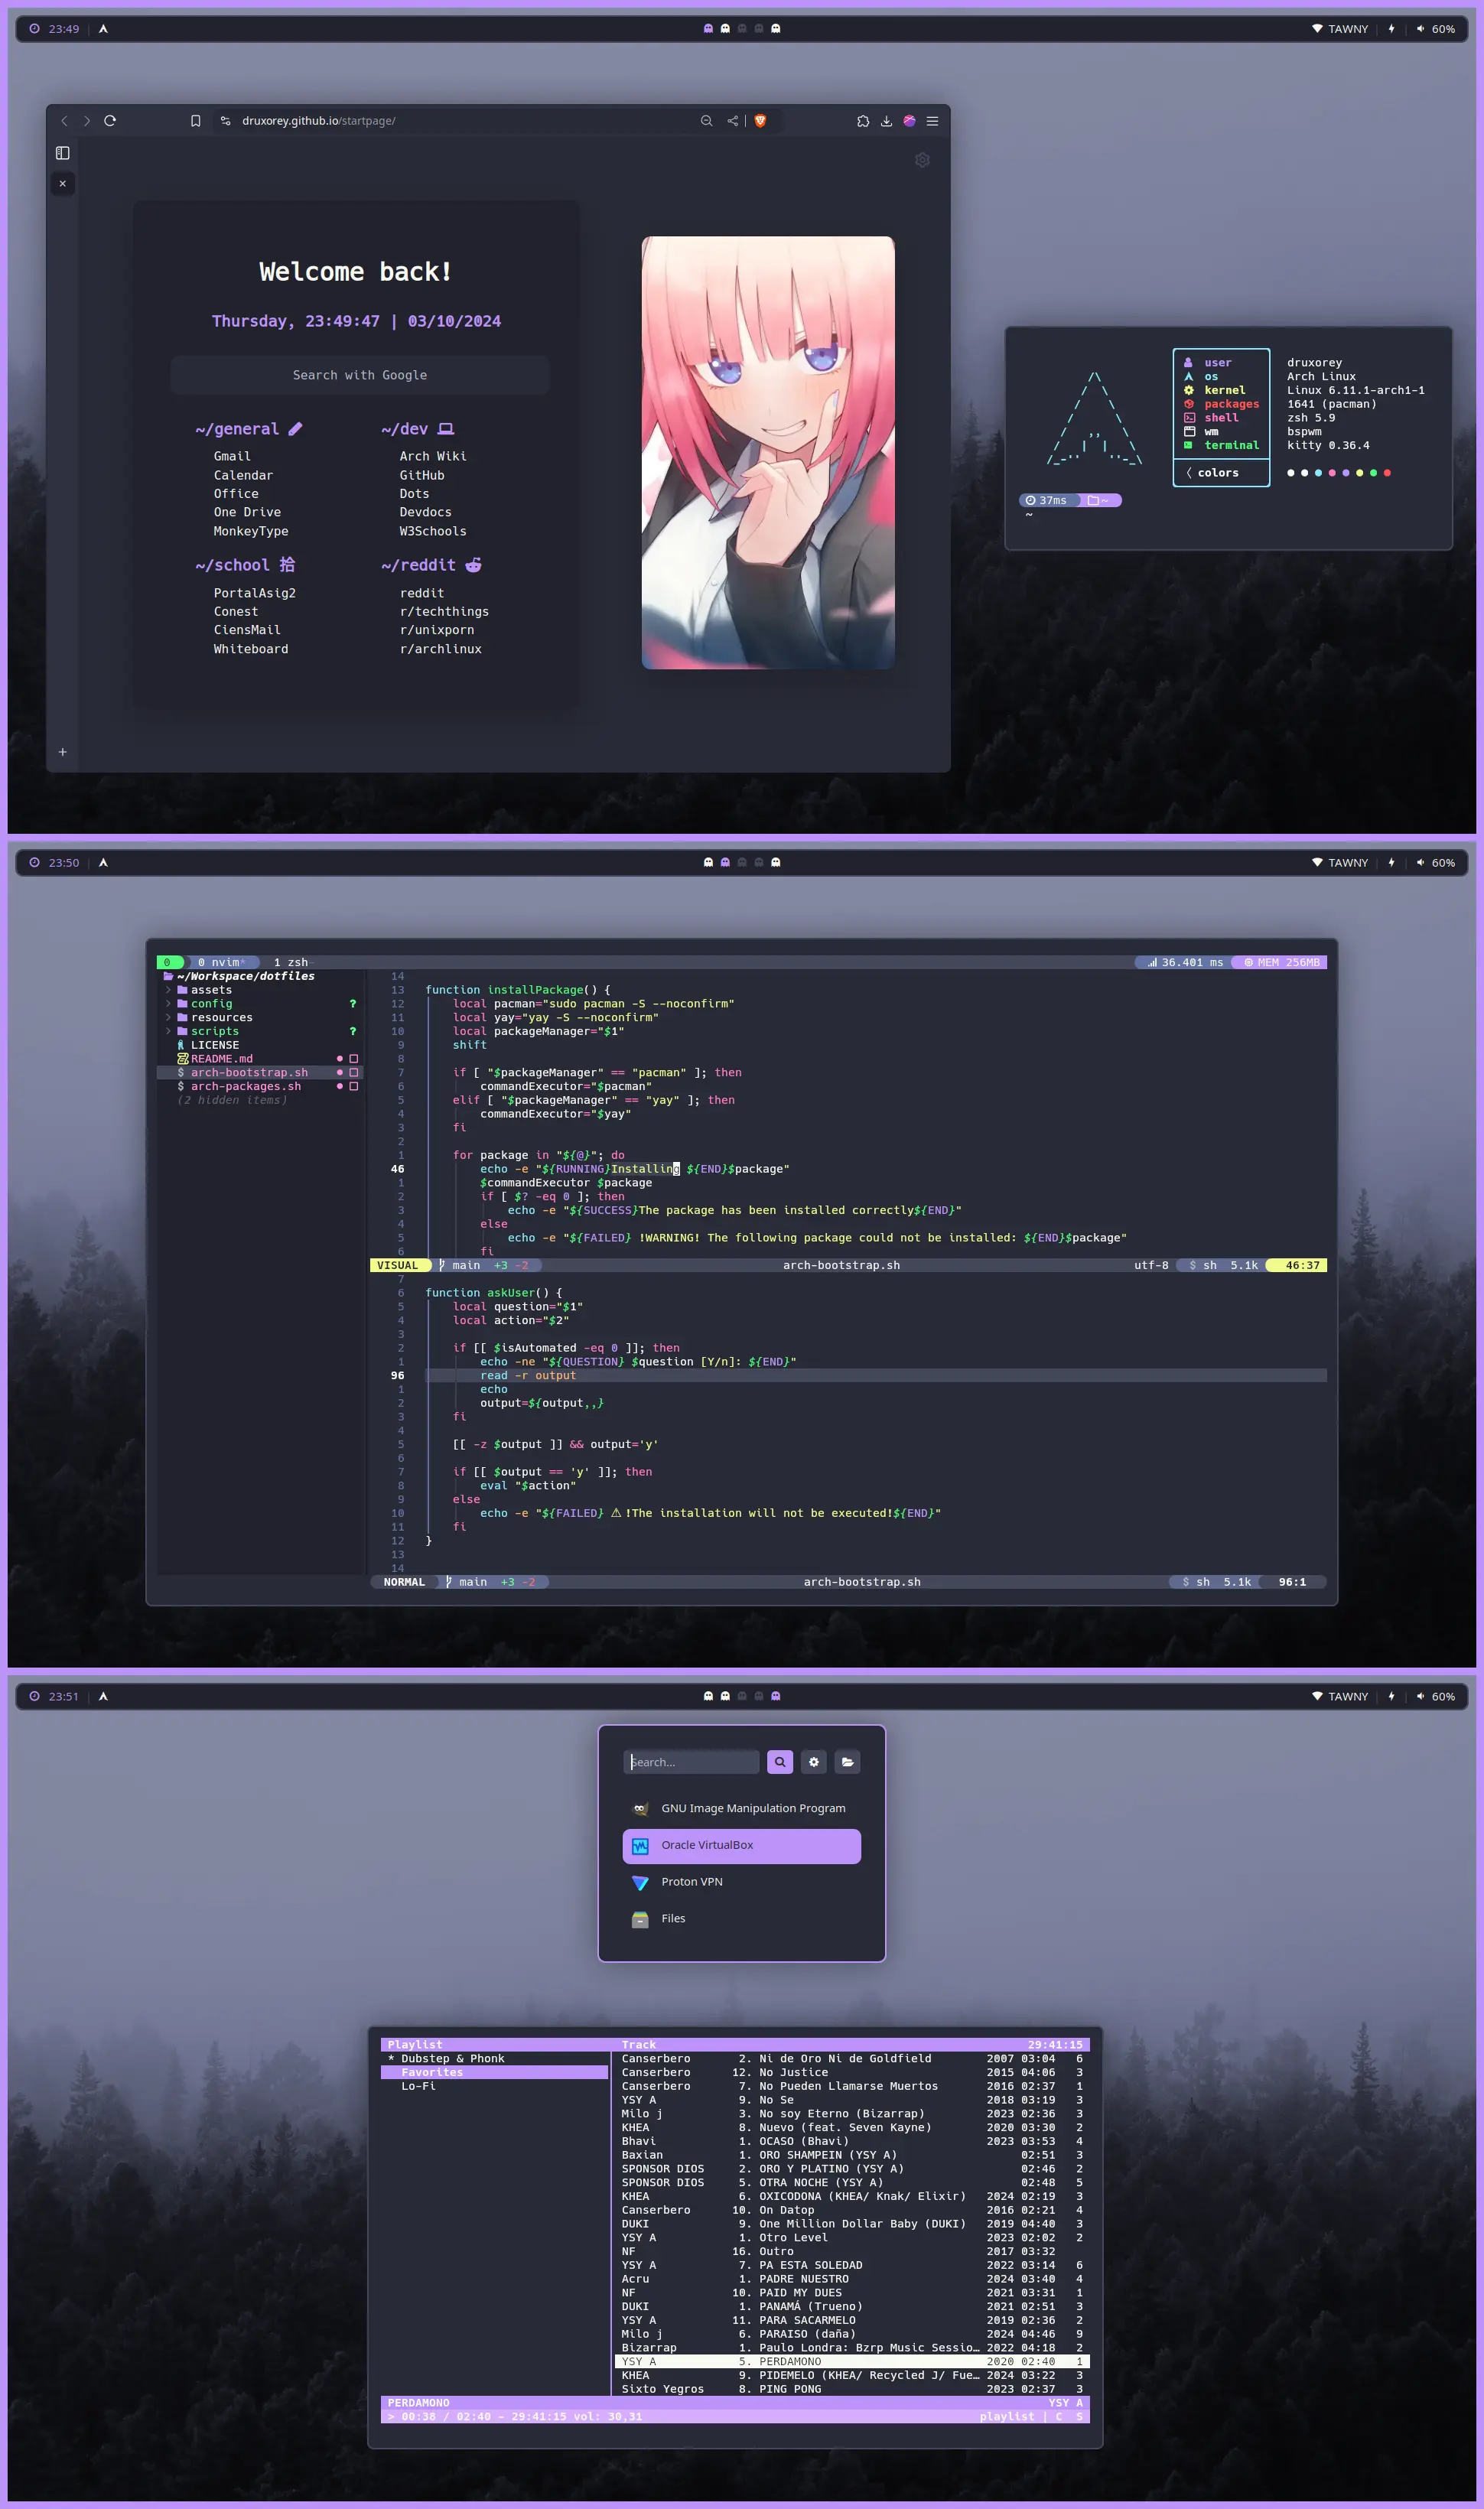 23:49
TAWNY
60%
druxorey.github.io/startpage/
Welcome back!
Thursday, 23:49:47 | 03/10/2024
Search with Google
~/general
~/dev
Gmail
Arch Wiki
Calendar
GitHub
Office
Dots
One Drive
Devdocs
MonkeyType
W3Schools
~/school 拾
~/reddit
PortalAsig2
reddit
Conest
r/techthings
CiensMail
r/unixporn
Whiteboard
r/archlinux
user druxorey
os Arch Linux
kernel Linux 6.11.1-arch1-1
packages 1641 (pacman)
shell zsh 5.9
wm bspwm
terminal kitty 0.36.4
colors
37ms ~
~
23:50
TAWNY
60%
0 0 nvim* 1 zsh- 36.401 ms MEM 256MB
~/Workspace/dotfiles
assets
config ?
resources
scripts ?
LICENSE
README.md
$ arch-bootstrap.sh
$ arch-packages.sh
(2 hidden items)
14
13 function installPackage() {
12 local pacman="sudo pacman -S --noconfirm"
11 local yay="yay -S --noconfirm"
10 local packageManager="$1"
9 shift
8
7 if [ "$packageManager" == "pacman" ]; then
6 commandExecutor="$pacman"
5 elif [ "$packageManager" == "yay" ]; then
4 commandExecutor="$yay"
3 fi
2
1 for package in "${@}"; do
46 echo -e "${RUNNING}Installing ${END}$package"
1 $commandExecutor $package
2 if [ $? -eq 0 ]; then
3 echo -e "${SUCCESS}The package has been installed correctly${END}"
4 else
5 echo -e "${FAILED} !WARNING! The following package could not be installed: ${END}$package"
6 fi
VISUAL main +3 -2 arch-bootstrap.sh utf-8 $ sh 5.1k 46:37
7
6 function askUser() {
5 local question="$1"
4 local action="$2"
3
2 if [[ $isAutomated -eq 0 ]]; then
1 echo -ne "${QUESTION} $question [Y/n]: ${END}"
96 read -r output
1 echo
2 output=${output,,}
3 fi
4
5 [[ -z $output ]] && output='y'
6
7 if [[ $output == 'y' ]]; then
8 eval "$action"
9 else
10 echo -e "${FAILED} ⚠ !The installation will not be executed!${END}"
11 fi
12 }
13
14
NORMAL main +3 -2 arch-bootstrap.sh $ sh 5.1k 96:1
23:51
TAWNY
60%
Search...
GNU Image Manipulation Program
Oracle VirtualBox
Proton VPN
Files
Playlist
* Dubstep & Phonk
Favorites
Lo-Fi
Track 29:41:15
Canserbero 2. Ni de Oro Ni de Goldfield 2007 03:04 6
Canserbero 12. No Justice 2015 04:06 3
Canserbero 7. No Pueden Llamarse Muertos 2016 02:37 1
YSY A 9. No Se 2018 03:19 3
Milo j 3. No soy Eterno (Bizarrap) 2023 02:36 3
KHEA 8. Nuevo (feat. Seven Kayne) 2020 03:30 2
Bhavi 1. OCASO (Bhavi) 2023 03:53 4
Baxian 1. ORO SHAMPEIN (YSY A) 02:51 3
SPONSOR DIOS 2. ORO Y PLATINO (YSY A) 02:46 2
SPONSOR DIOS 5. OTRA NOCHE (YSY A) 02:48 5
KHEA 6. OXICODONA (KHEA/ Knak/ Elixir) 2024 02:19 3
Canserbero 10. On Datop 2016 02:21 4
DUKI 9. One Million Dollar Baby (DUKI) 2019 04:40 3
YSY A 1. Otro Level 2023 02:02 2
NF 16. Outro 2017 03:32
YSY A 7. PA ESTA SOLEDAD 2022 03:14 6
Acru 1. PADRE NUESTRO 2024 03:40 4
NF 10. PAID MY DUES 2021 03:31 1
DUKI 1. PANAMÁ (Trueno) 2021 02:51 3
YSY A 11. PARA SACARMELO 2019 02:36 2
Milo j 6. PARAISO (daña) 2024 04:46 9
Bizarrap 1. Paulo Londra: Bzrp Music Sessio… 2022 04:18 2
YSY A 5. PERDAMONO 2020 02:40 1
KHEA 9. PIDEMELO (KHEA/ Recycled J/ Fue… 2024 03:22 3
Sixto Yegros 8. PING PONG 2023 02:37 3
PERDAMONO YSY A
> 00:38 / 02:40 - 29:41:15 vol: 30,31 playlist | C S